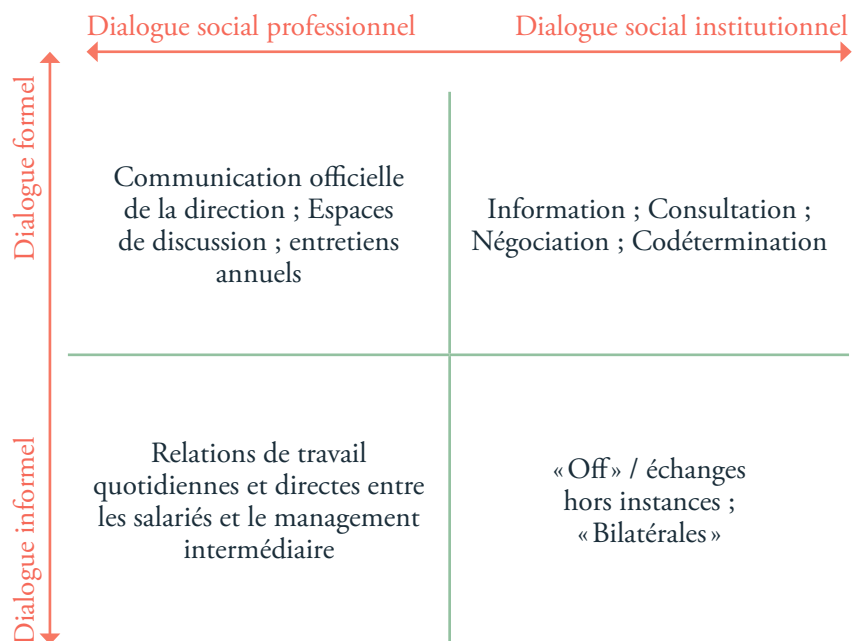 Dialogue social professionnel
Dialogue social institutionnel
Dialogue formel
Communication officielle
de la direction ; Espaces
de discussion ; entretiens
annuels
Information ; Consultation ;
Négociation ; Codétermination
Dialogue informel
Relations de travail
quotidiennes et directes entre
les salariés et le management
intermédiaire
« Off » / échanges
hors instances ;
« Bilatérales »